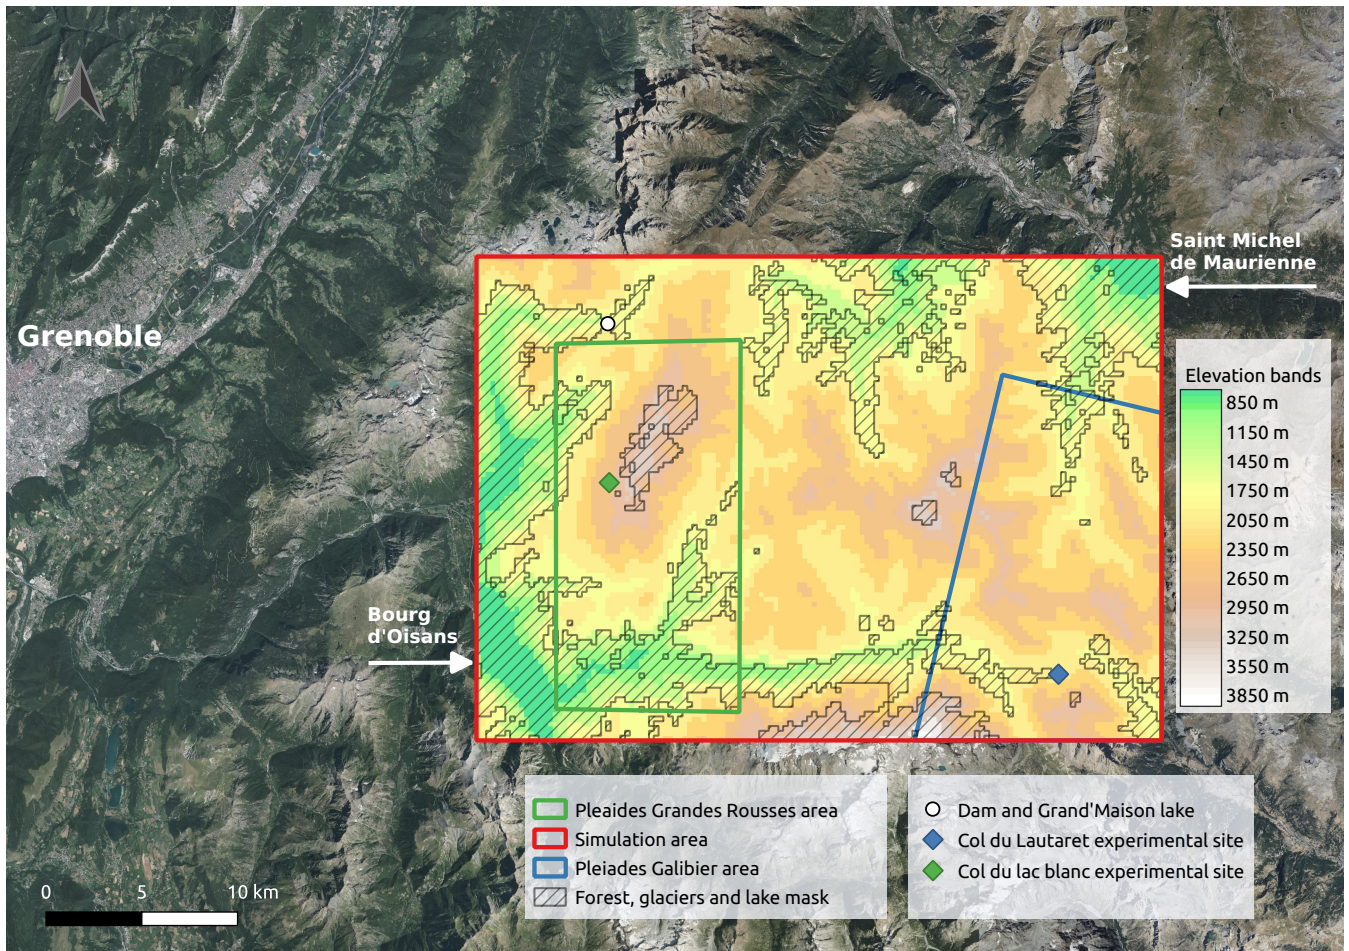 Saint Michel
de Maurienne
Grenoble
Elevation bands
850 m
1150 m
1450 m
1750 m
2050 m
2350 m
2650 m
2950 m
3250 m
3550 m
3850 m
Bourg
d'Oisans
Pleaides Grandes Rousses area
Simulation area
Pleiades Galibier area
Forest, glaciers and lake mask
Dam and Grand'Maison lake
Col du Lautaret experimental site
Col du lac blanc experimental site
0 5 10 km